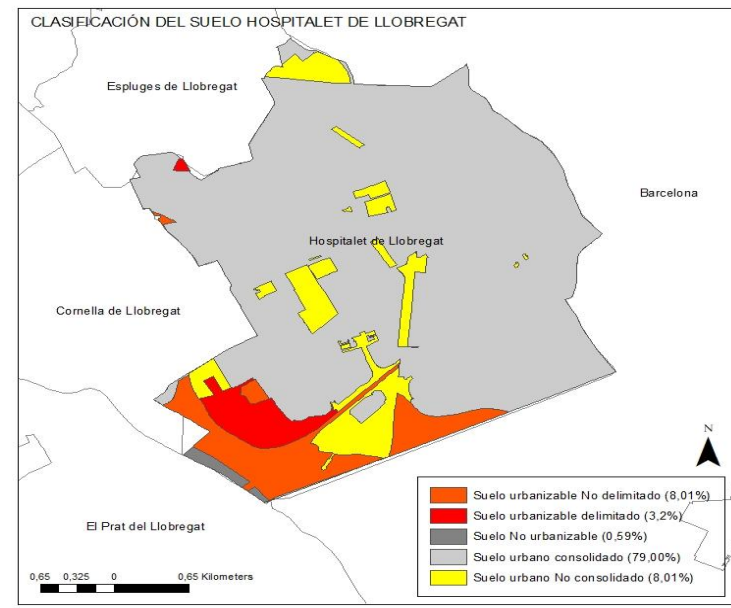 CLASIFICACIÓN DEL SUELO HOSPITALET DE LLOBREGAT
Espluges de Llobregat
Barcelona
Hospitalet de Llobregat
Cornella de Llobregat
N
Suelo urbanizable No delimitado (8,01%)
Suelo urbanizable delimitado (3,2%)
Suelo No urbanizable (0,59%)
Suelo urbano consolidado (79,00%)
Suelo urbano No consolidado (8,01%)
El Prat del Llobregat
0,65 0,325 0 0,65 Kilometers